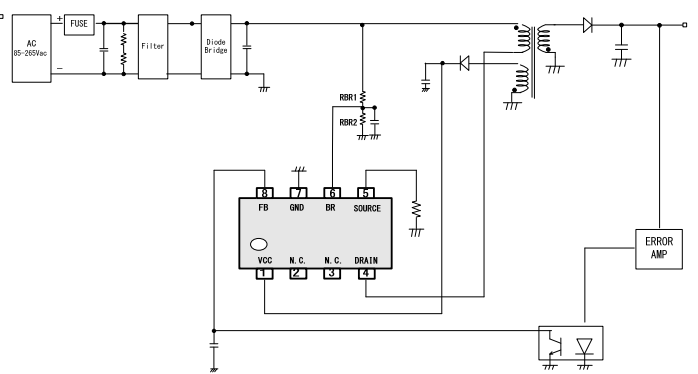 +
FUSE
AC
85-265Vac
−
Filter
Diode
Bridge
RBR1
RBR2
8 7 6 5
FB GND BR SOURCE
VCC N.C. N.C. DRAIN
1 2 3 4
ERROR
AMP